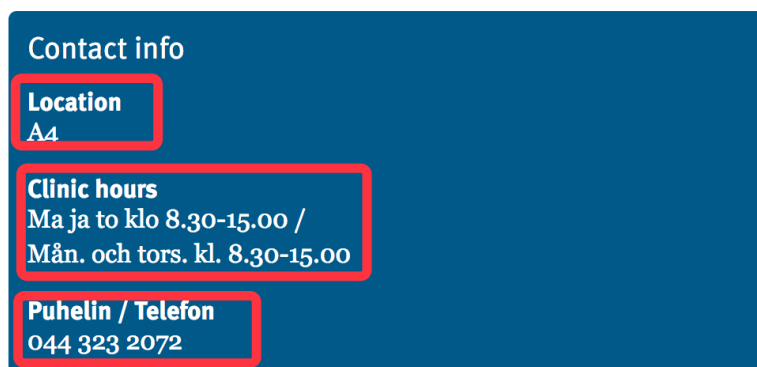 Contact info
Location
A4
Clinic hours
Ma ja to klo 8.30-15.00 /
Mån. och tors. kl. 8.30-15.00
Puhelin / Telefon
044 323 2072